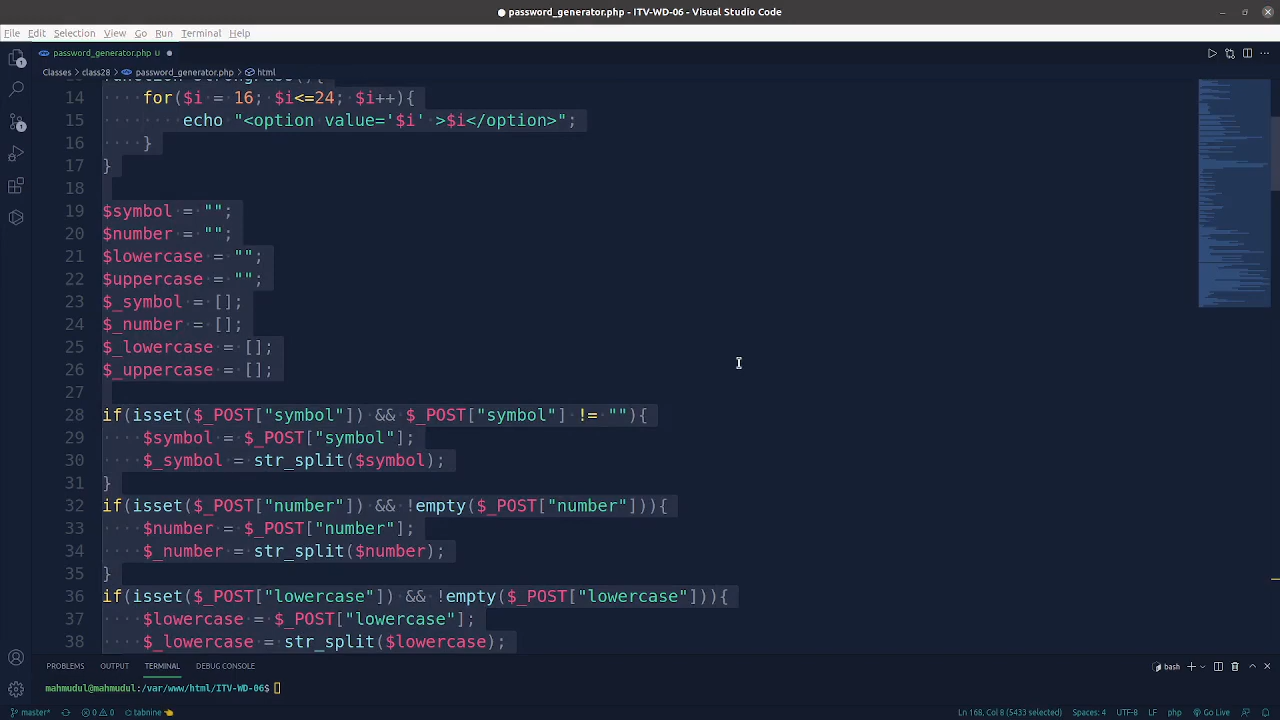 password_generator.php - ITV-WD-06 - Visual Studio Code
File Edit Selection View Go Run Terminal Help
password_generator.php U
Classes class28 password_generator.php html
14 for($i = 16; $i<=24; $i++){
15 echo "<option value='$i' >$i</option>";
16 }
17 }
18
19 $symbol = "";
20 $number = "";
21 $lowercase = "";
22 $uppercase = "";
23 $_symbol = [];
24 $_number = [];
25 $_lowercase = [];
26 $_uppercase = [];
27
28 if(isset($_POST["symbol"]) && $_POST["symbol"] != ""){
29 $symbol = $_POST["symbol"];
30 $_symbol = str_split($symbol);
31 }
32 if(isset($_POST["number"]) && !empty($_POST["number"])){
33 $number = $_POST["number"];
34 $_number = str_split($number);
35 }
36 if(isset($_POST["lowercase"]) && !empty($_POST["lowercase"])){
37 $lowercase = $_POST["lowercase"];
38 $_lowercase = str_split($lowercase);
PROBLEMS OUTPUT TERMINAL DEBUG CONSOLE
bash
mahmudul@mahmudul:/var/www/html/ITV-WD-06$
master* 0 0 tabnine Ln 168, Col 8 (5433 selected) Spaces: 4 UTF-8 LF php Go Live